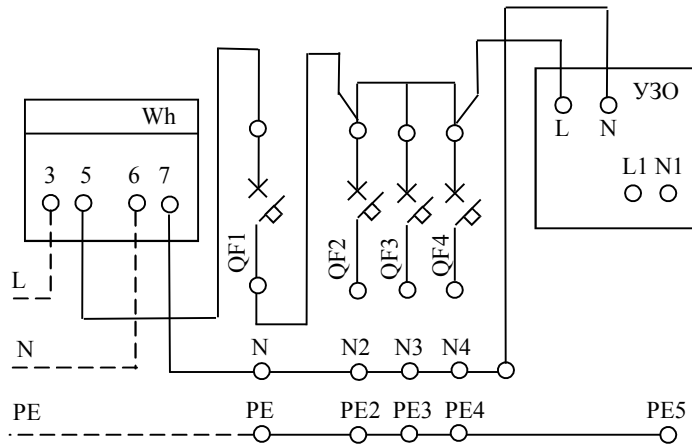 УЗО
Wh
L N
3 5 6 7
L1 N1
QF1 QF2 QF3 QF4
L
N N N2 N3 N4
PE PE PE2 PE3 PE4 PE5